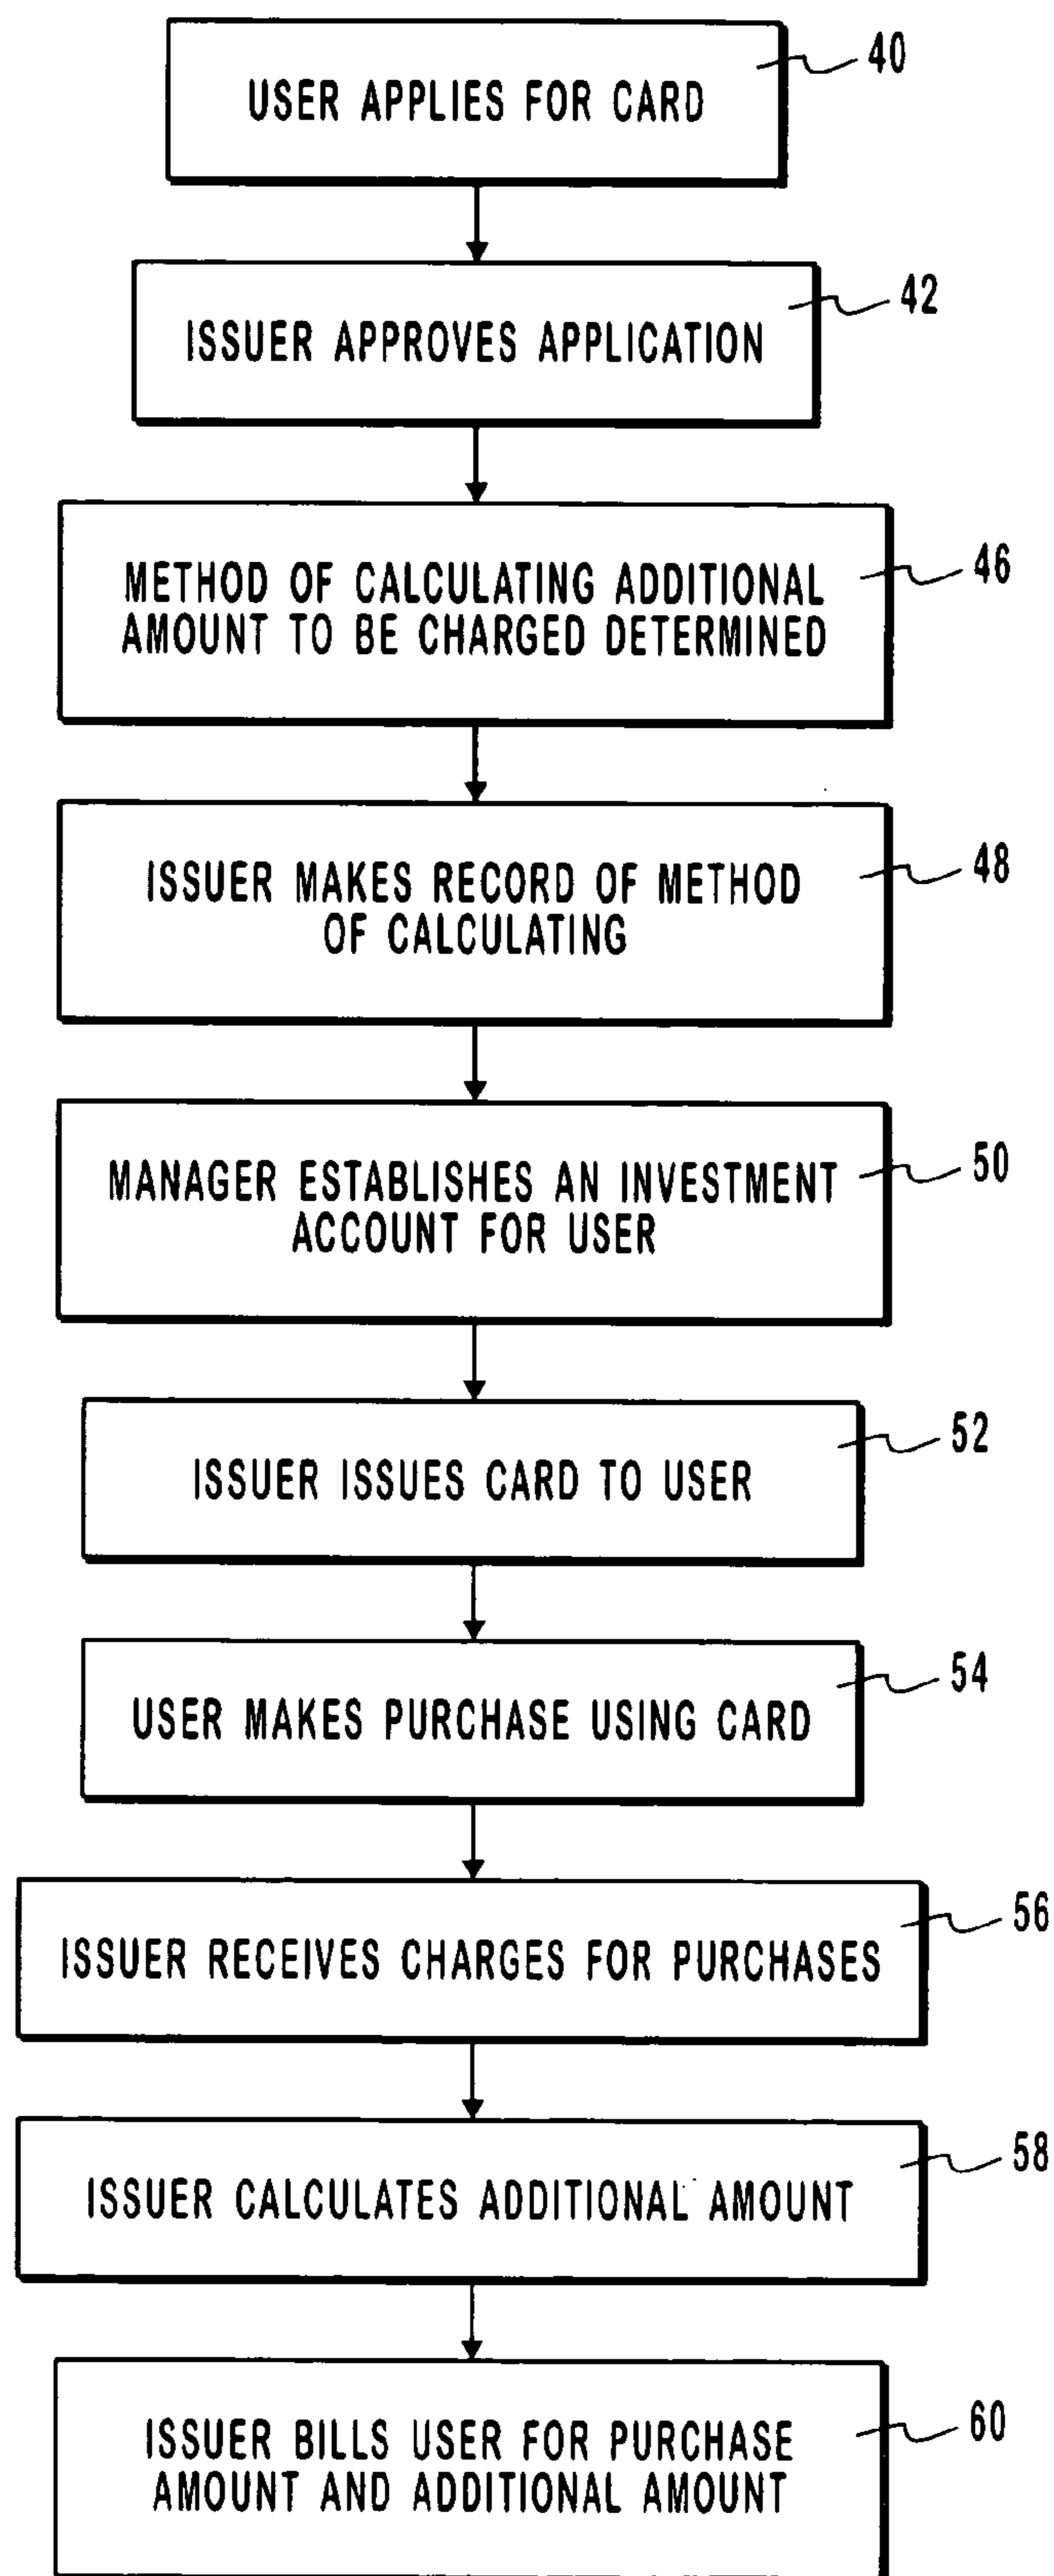 USER APPLIES FOR CARD
40
ISSUER APPROVES APPLICATION
42
METHOD OF CALCULATING ADDITIONAL
AMOUNT TO BE CHARGED DETERMINED
46
ISSUER MAKES RECORD OF METHOD
OF CALCULATING
48
MANAGER ESTABLISHES AN INVESTMENT
ACCOUNT FOR USER
50
ISSUER ISSUES CARD TO USER
52
USER MAKES PURCHASE USING CARD
54
ISSUER RECEIVES CHARGES FOR PURCHASES
56
ISSUER CALCULATES ADDITIONAL AMOUNT
58
ISSUER BILLS USER FOR PURCHASE
AMOUNT AND ADDITIONAL AMOUNT
60